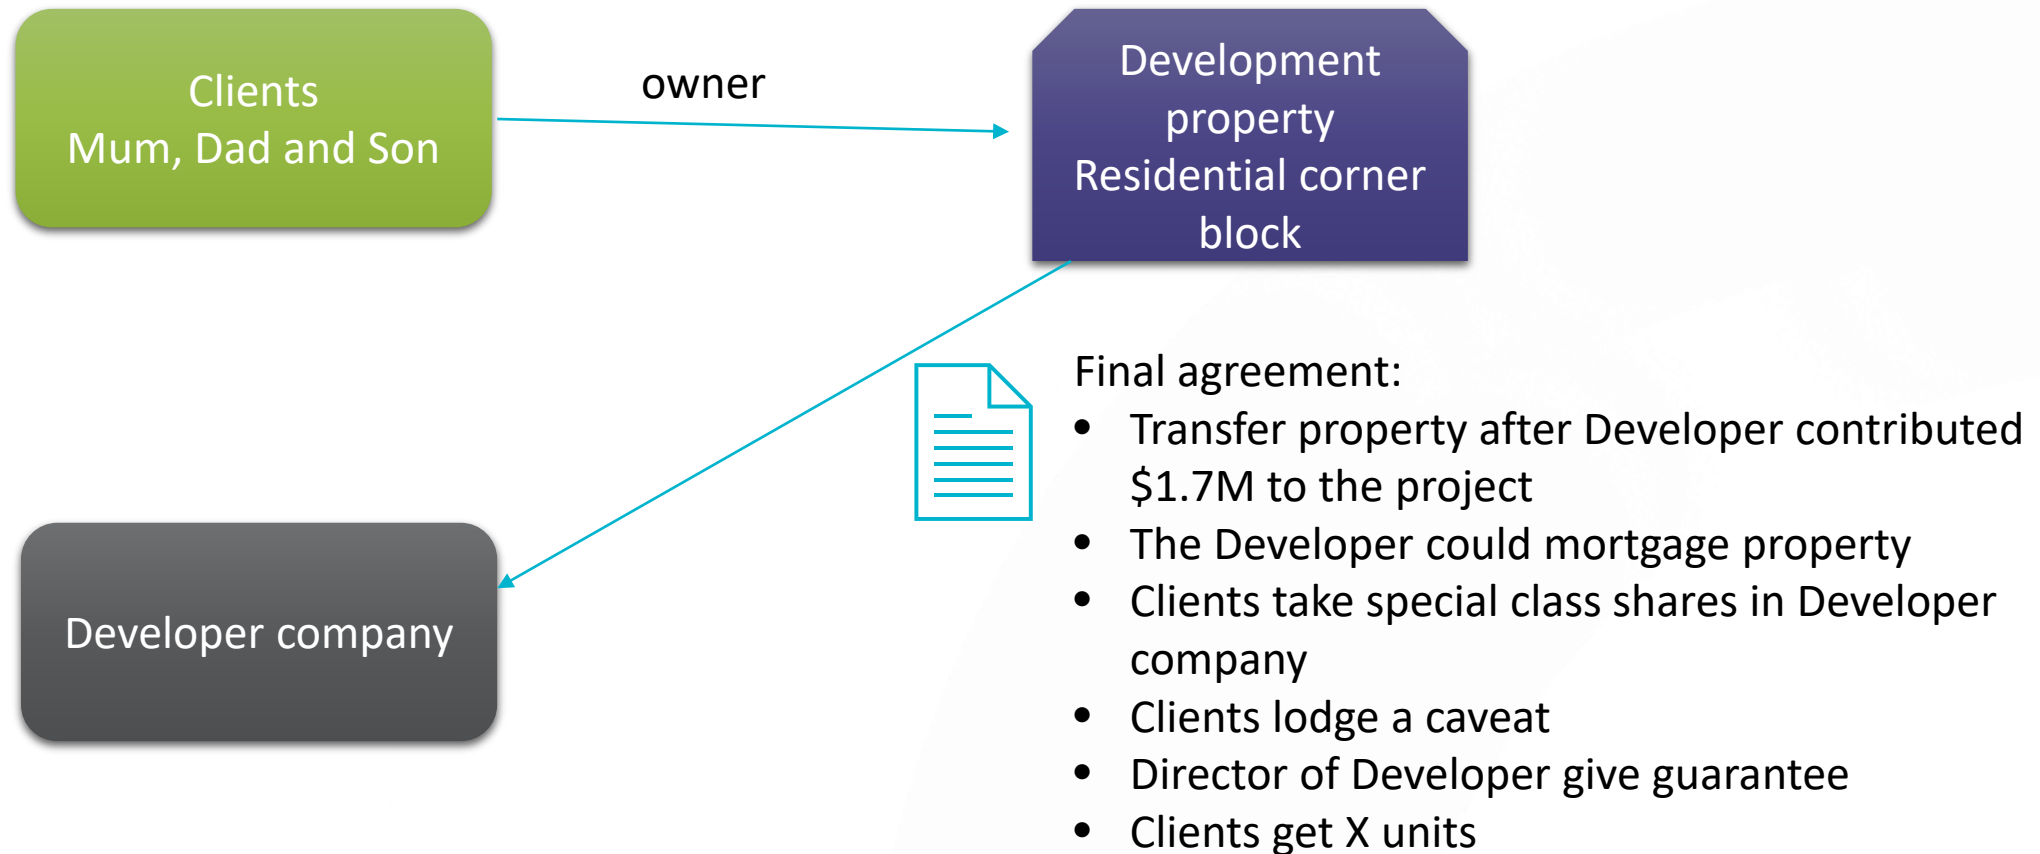 Clients
Mum, Dad and Son
owner
Development
property
Residential corner
block
Developer company
Final agreement:
• Transfer property after Developer contributed
$1.7M to the project
• The Developer could mortgage property
• Clients take special class shares in Developer
company
• Clients lodge a caveat
• Director of Developer give guarantee
• Clients get X units